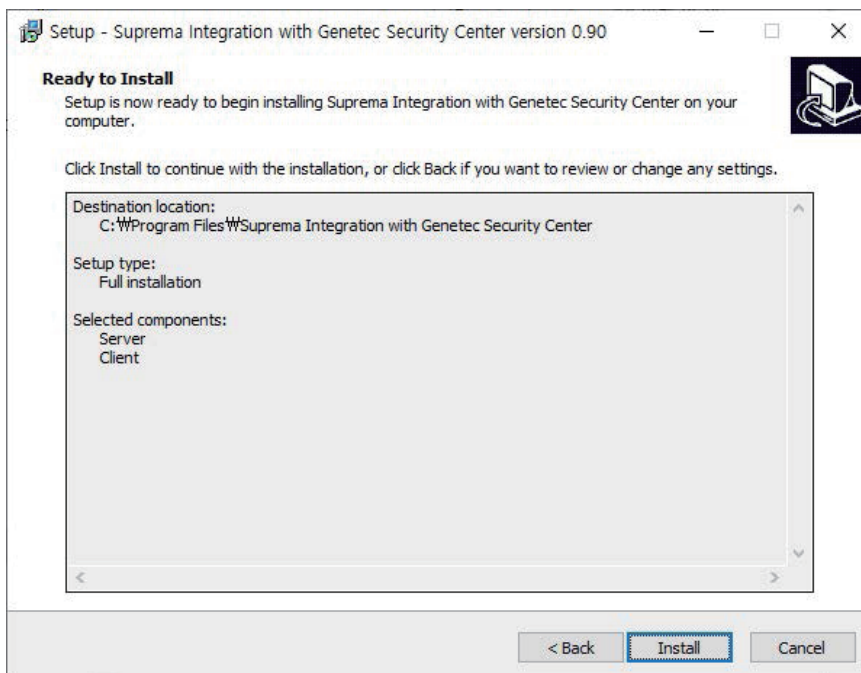 Setup - Suprema Integration with Genetec Security Center version 0.90
Ready to Install
Setup is now ready to begin installing Suprema Integration with Genetec Security Center on your
computer.
Click Install to continue with the installation, or click Back if you want to review or change any settings.
Destination location:
C:₩Program Files₩Suprema Integration with Genetec Security Center
Setup type:
Full installation
Selected components:
Server
Client
< Back
Install
Cancel